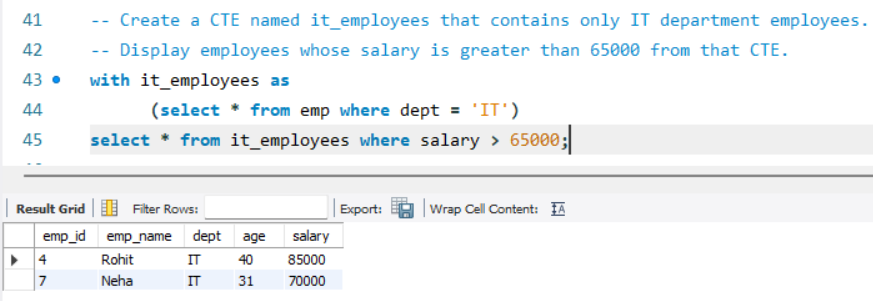 41 -- Create a CTE named it_employees that contains only IT department employees.
42 -- Display employees whose salary is greater than 65000 from that CTE.
43 with it_employees as
44 (select * from emp where dept = 'IT')
45 select * from it_employees where salary > 65000;
Result Grid Filter Rows: Export: Wrap Cell Content: IA
emp_id emp_name dept age salary
4 Rohit IT 40 85000
7 Neha IT 31 70000